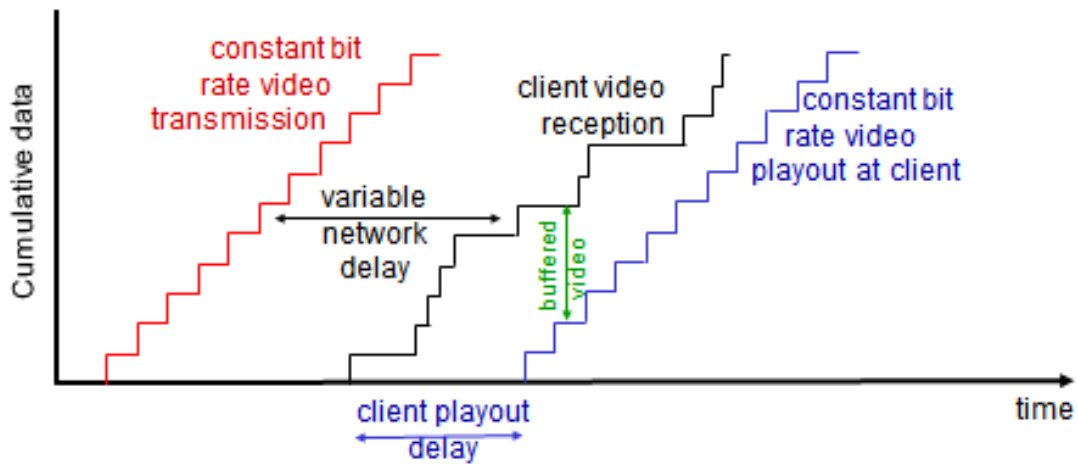 Cumulative data
constant bit
rate video
transmission
variable
network
delay
client video
reception
buffered
video
constant bit
rate video
playout at client
client playout
delay
time